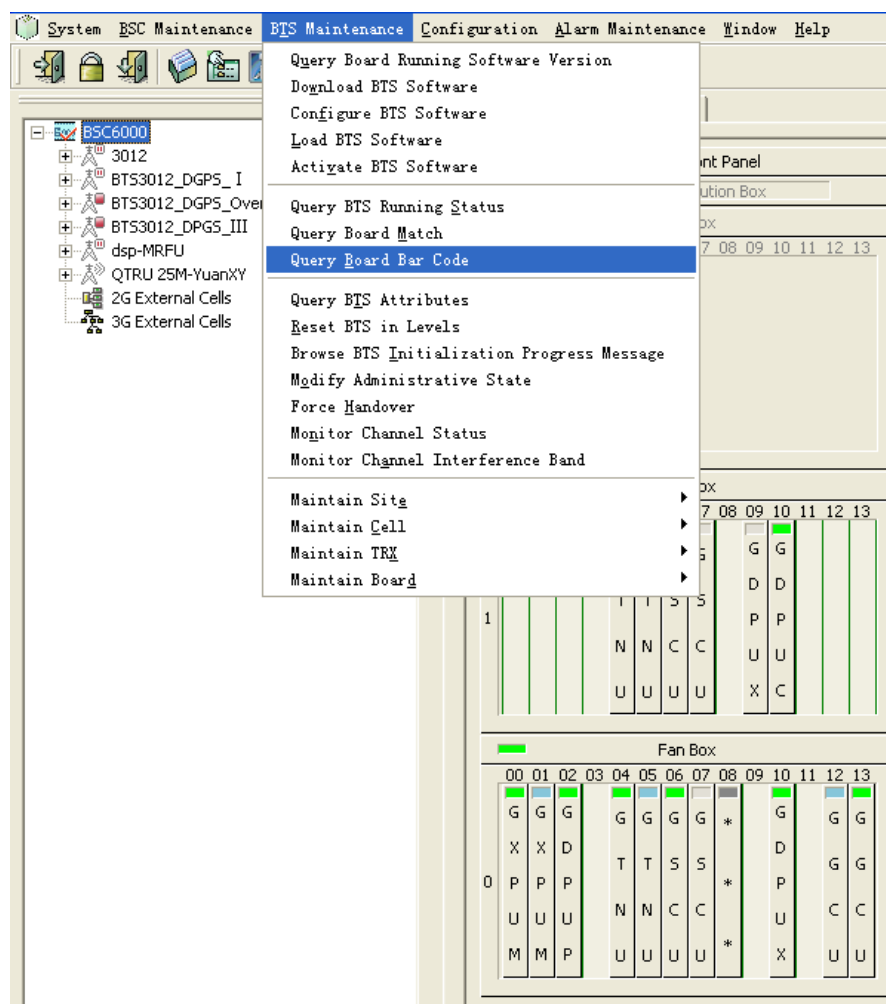 System BSC Maintenance BTS Maintenance Configuration Alarm Maintenance Window Help
Query Board Running Software Version
Download BTS Software
Configure BTS Software
Load BTS Software
Activate BTS Software
Query BTS Running Status
Query Board Match
Query Board Bar Code
Query BTS Attributes
Reset BTS in Levels
Browse BTS Initialization Progress Message
Modify Administrative State
Force Handover
Monitor Channel Status
Monitor Channel Interference Band
Maintain Site
Maintain Cell
Maintain TRX
Maintain Board
BSC6000
3012
BTS3012_DGPS_ I
BTS3012_DGPS_Over
BTS3012_DPGS_III
dsp-MRFU
QTRU 25M-YuanXY
2G External Cells
3G External Cells
nt Panel
ution Box
ox
7 08 09 10 11 12 13
ox
7 08 09 10 11 12 13
G G
S D D
1 T T S S P P
N N C C U U
U U U U X C
Fan Box
00 01 02 03 04 05 06 07 08 09 10 11 12 13
G G G G G G G * G G G
X X D T T S S D G G
0 P P P * P
U U U N N C C U C C
M M P U U U U * X U U